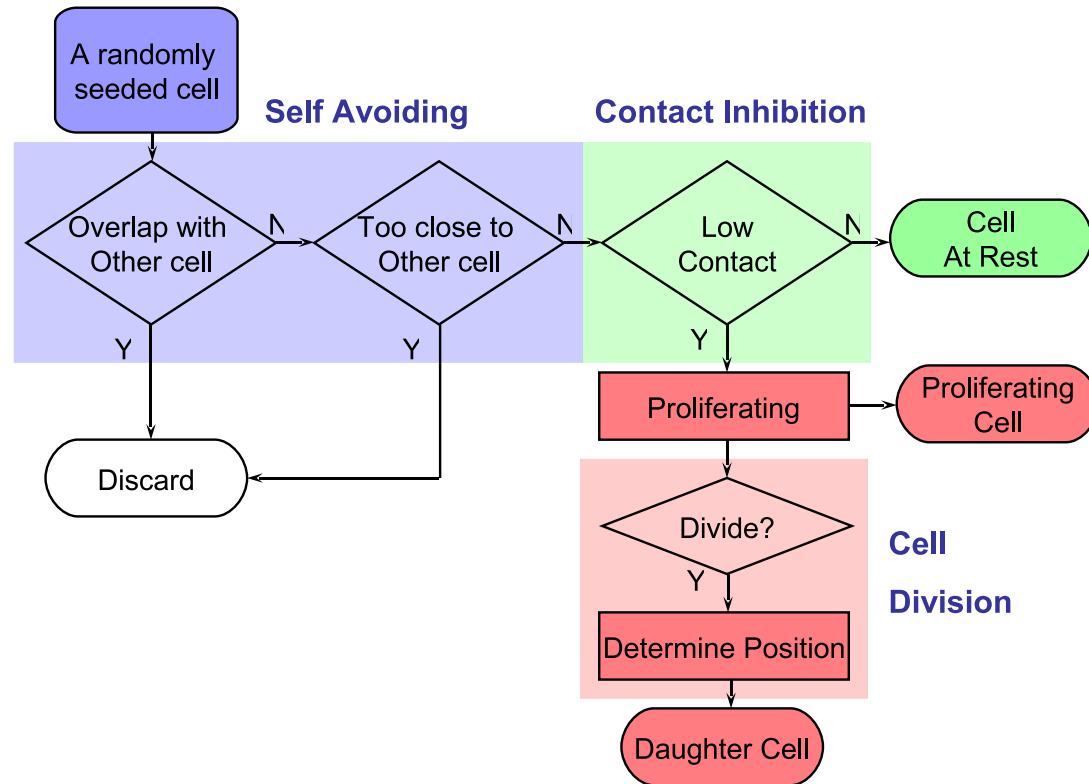 A randomly
seeded cell
Self Avoiding
Contact Inhibition
Overlap with
Other cell
N
Too close to
Other cell
N
Low
Contact
N
Cell
At Rest
Y
Y
Y
Proliferating
Proliferating
Cell
Discard
Divide?
Cell
Division
Y
Determine Position
Daughter Cell